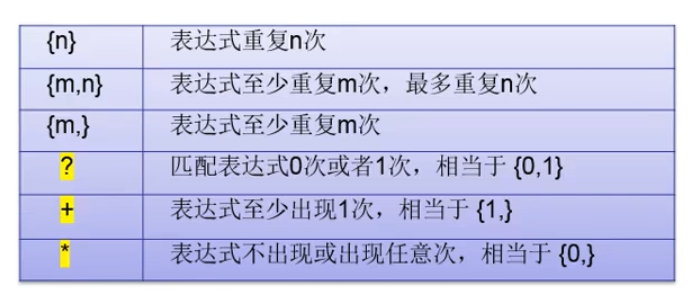 {n} 表达式重复n次
{m,n} 表达式至少重复m次，最多重复n次
{m,} 表达式至少重复m次
? 匹配表达式0次或者1次，相当于 {0,1}
+ 表达式至少出现1次，相当于 {1,}
* 表达式不出现或出现任意次，相当于 {0,}